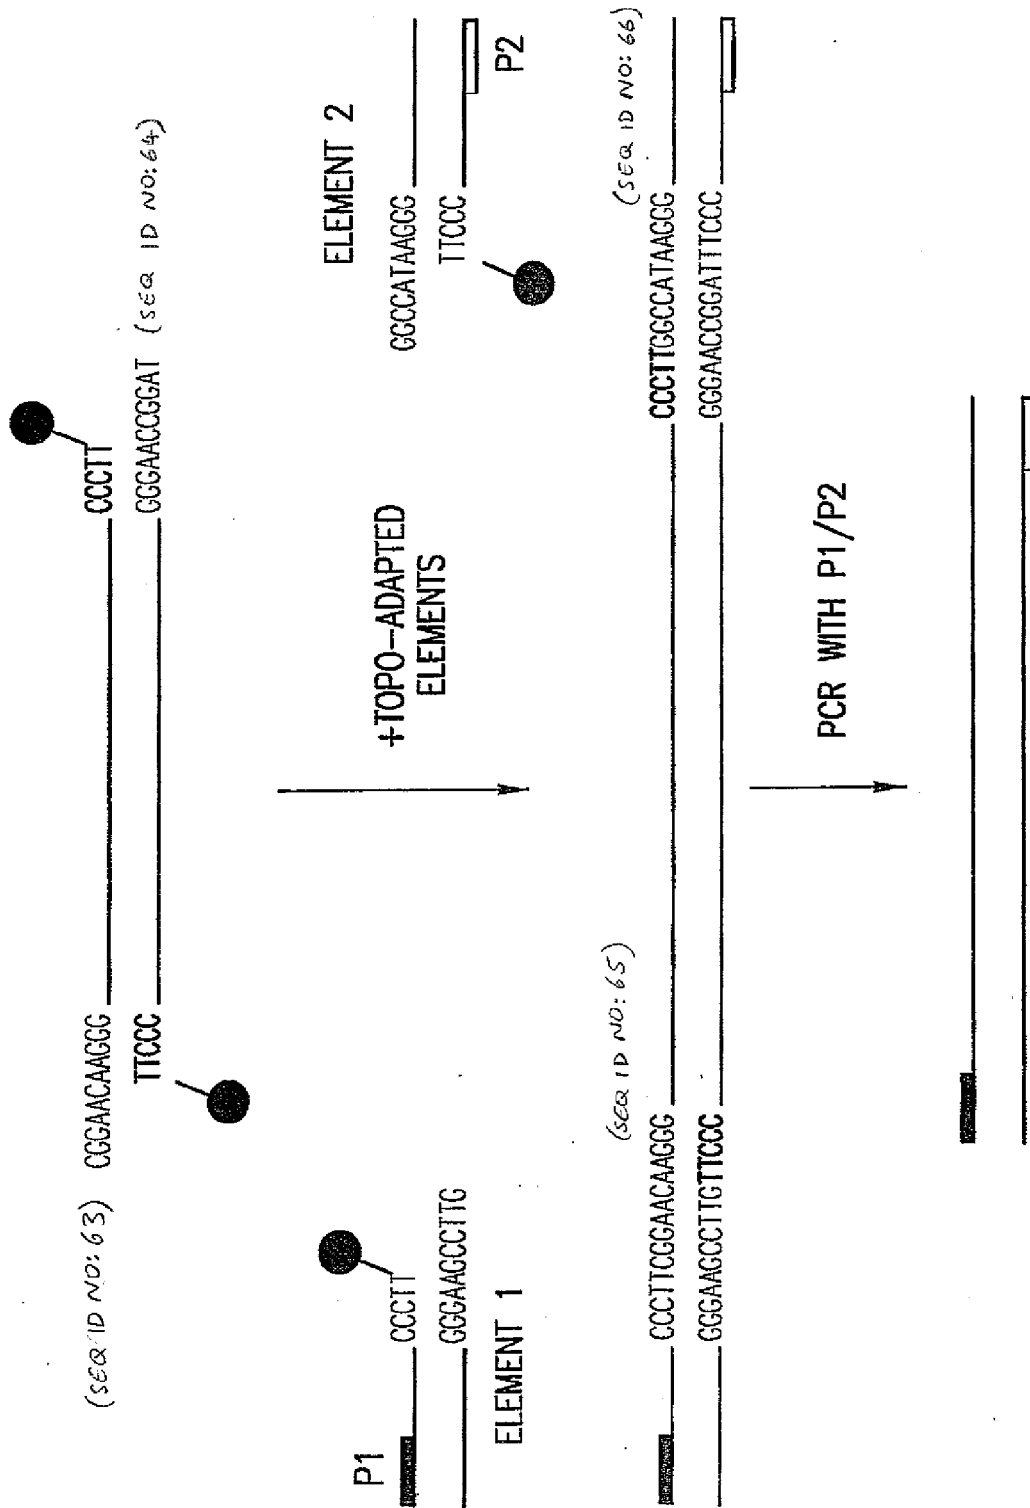 (SEQ ID NO: 63) CGGAACAAGGG CCCTT
TTCCC GGGAACCGGAT (SEQ ID NO: 64)
+TOPO-ADAPTED
ELEMENTS
P1
CCCTT
GGGAAGCCTTG
ELEMENT 1
ELEMENT 2
GGCCATAAGGG
TTCCC
P2
(SEQ ID NO: 65)
(SEQ ID NO: 66)
CCCTTCGGAACAAGGG CCCTTGGCCATAAGGG
GGGAAGCCTTGTTCCC GGGAACCGGATTTCCC
PCR WITH P1/P2